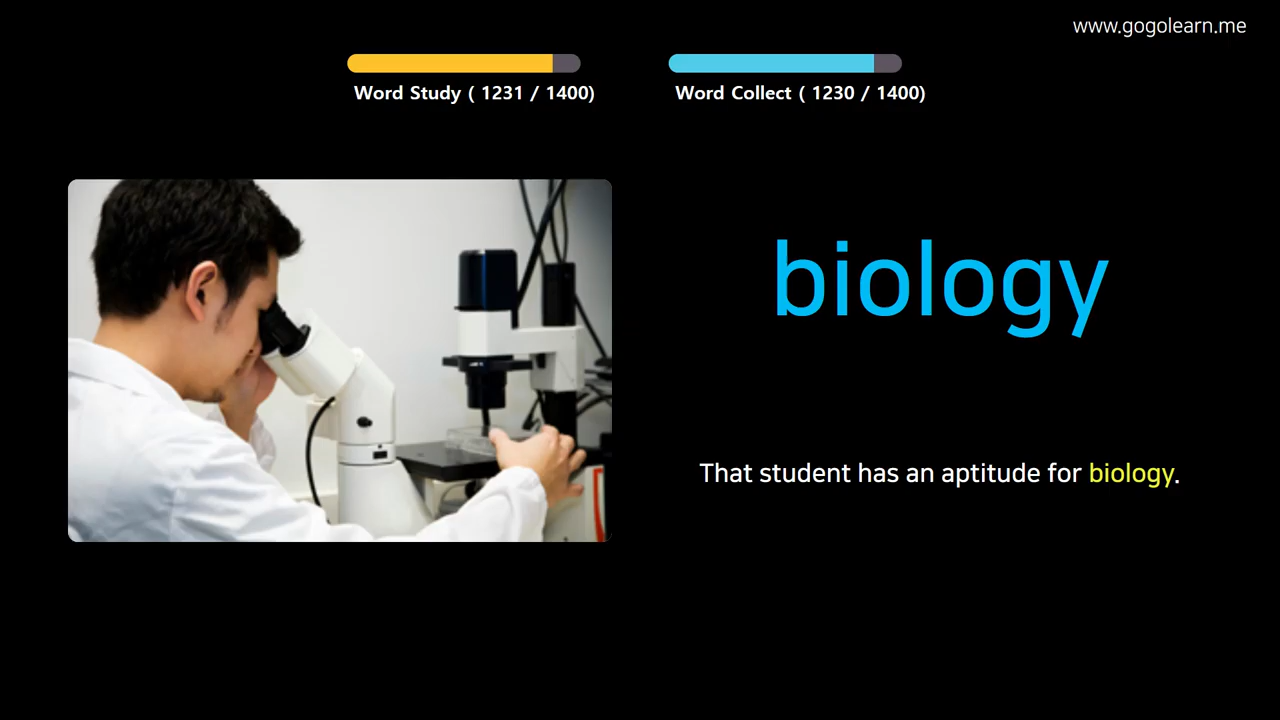 www.gogolearn.me
Word Study ( 1231 / 1400)
Word Collect ( 1230 / 1400)
biology
That student has an aptitude for biology.